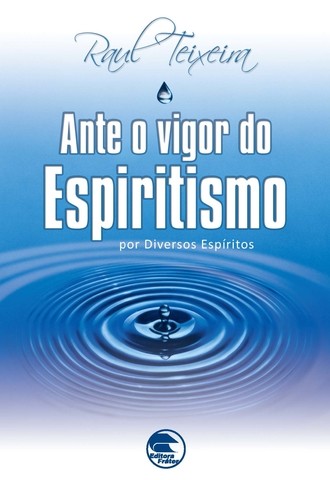 Raul Teixeira
Ante o vigor do
Espiritismo
por Diversos Espíritos
Editora
Fráter